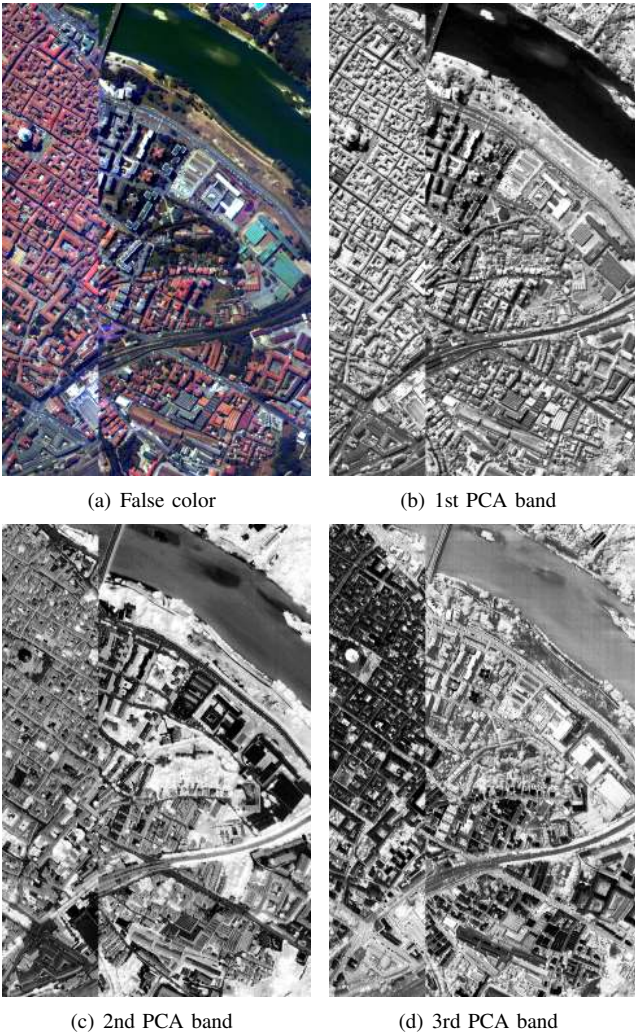 (a) False color
(b) 1st PCA band
(c) 2nd PCA band
(d) 3rd PCA band